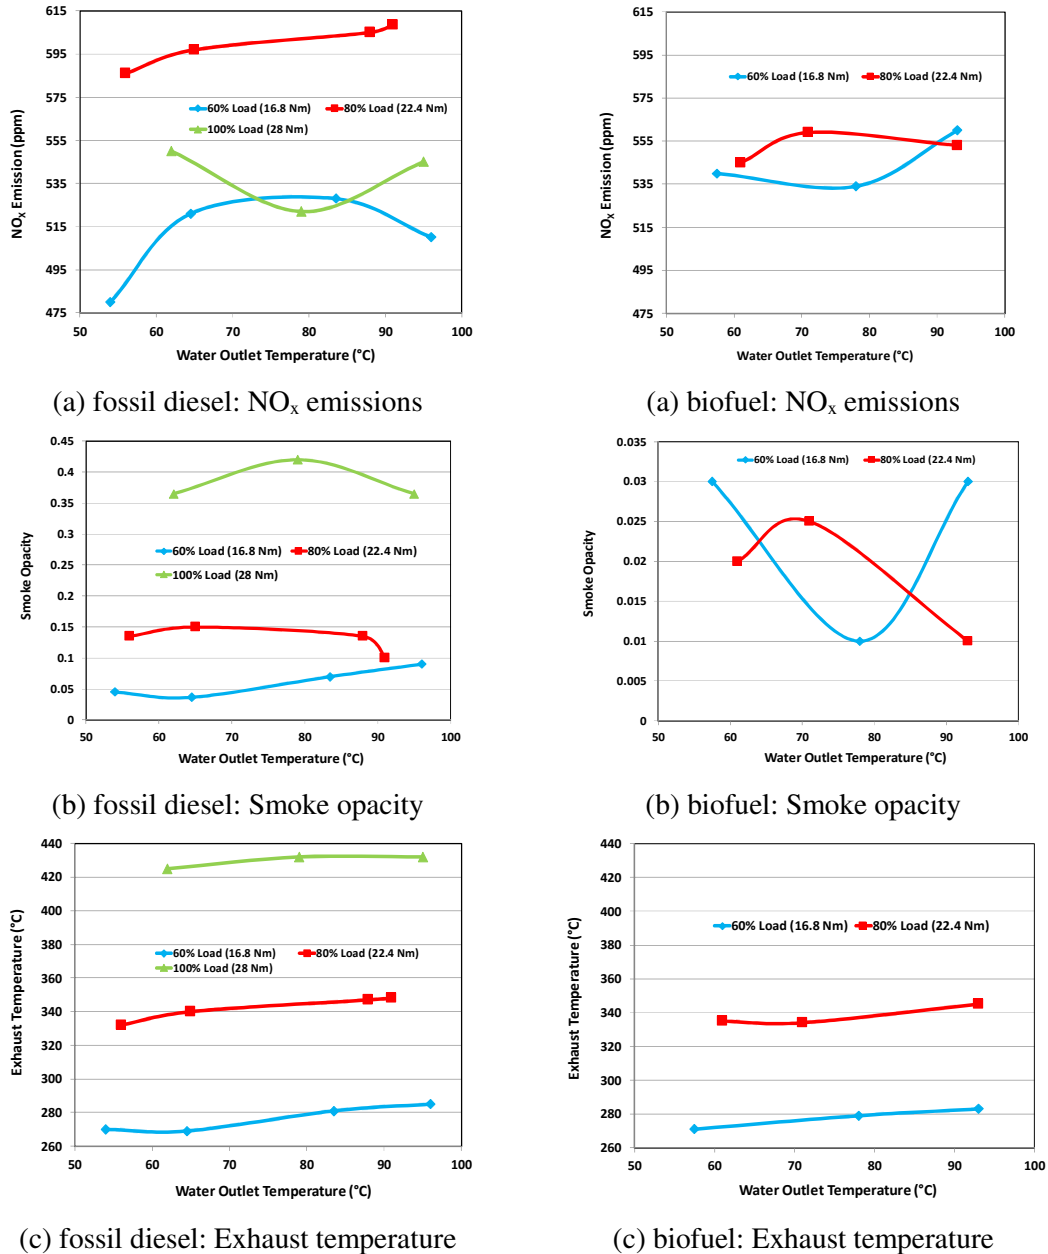 615
595
575
555
535
515
495
475
NOx Emission (ppm)
60% Load (16.8 Nm) 80% Load (22.4 Nm)
100% Load (28 Nm)
50 60 70 80 90 100
Water Outlet Temperature (°C)
(a) fossil diesel: NOx emissions
615
595
575
555
535
515
495
475
NOx Emission (ppm)
60% Load (16.8 Nm) 80% Load (22.4 Nm)
50 60 70 80 90 100
Water Outlet Temperature (°C)
(a) biofuel: NOx emissions
0.45
0.4
0.35
0.3
0.25
0.2
0.15
0.1
0.05
0
Smoke Opacity
60% Load (16.8 Nm) 80% Load (22.4 Nm)
100% Load (28 Nm)
50 60 70 80 90 100
Water Outlet Temperature (°C)
(b) fossil diesel: Smoke opacity
0.035
0.03
0.025
0.02
0.015
0.01
0.005
0
Smoke Opacity
60% Load (16.8 Nm) 80% Load (22.4 Nm)
50 60 70 80 90 100
Water Outlet Temperature (°C)
(b) biofuel: Smoke opacity
440
420
400
380
360
340
320
300
280
260
Exhaust Temperature (°C)
60% Load (16.8 Nm) 80% Load (22.4 Nm)
100% Load (28 Nm)
50 60 70 80 90 100
Water Outlet Temperature (°C)
(c) fossil diesel: Exhaust temperature
440
420
400
380
360
340
320
300
280
260
Exhaust Temperature (°C)
60% Load (16.8 Nm) 80% Load (22.4 Nm)
50 60 70 80 90 100
Water Outlet Temperature (°C)
(c) biofuel: Exhaust temperature